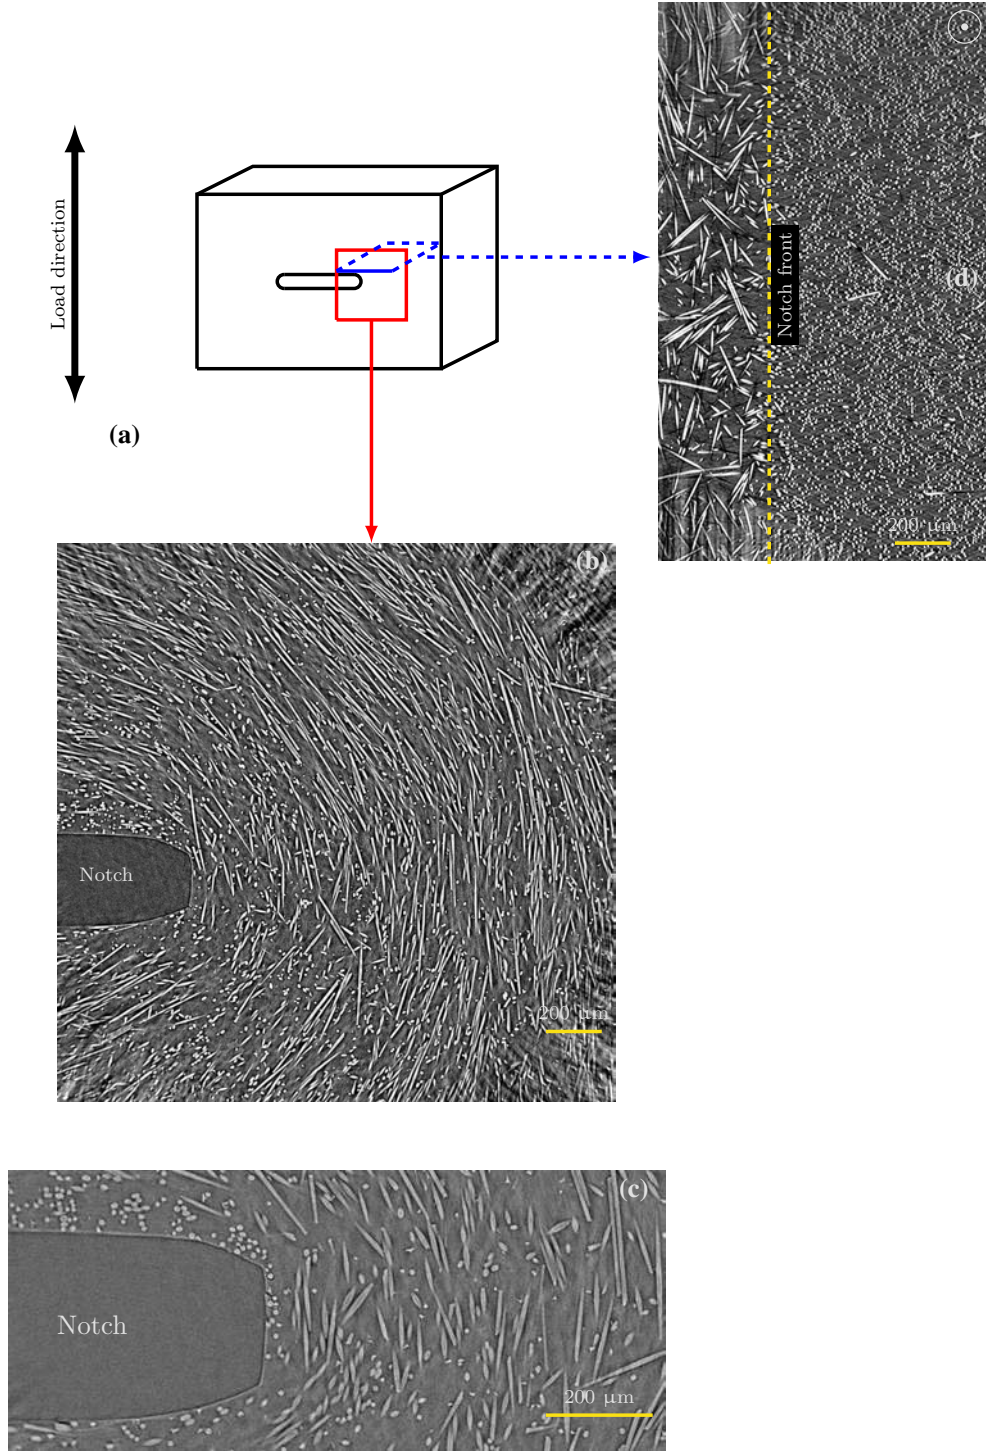 Load direction
(a)
Notch front
(d)
200 μm
(b)
Notch
200 μm
(c)
Notch
200 μm